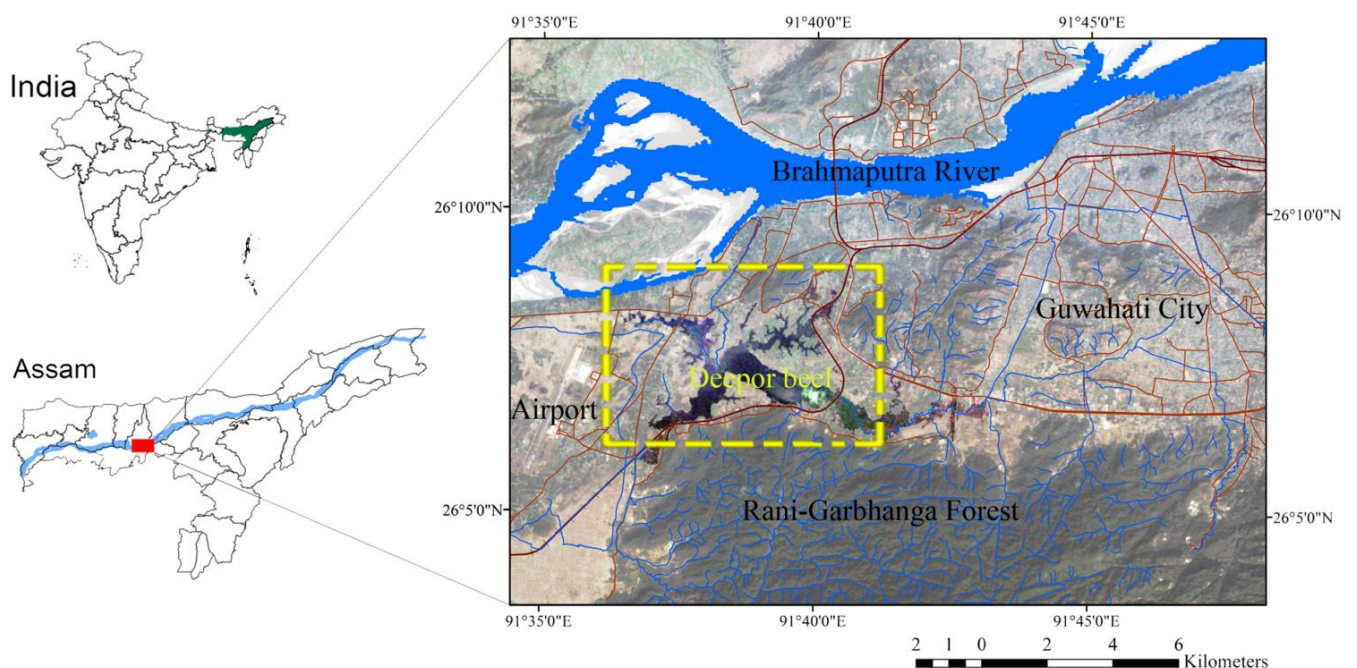 91°35'0"E
91°40'0"E
91°45'0"E
India
Brahmaputra River
26°10'0"N
26°10'0"N
Guwahati City
Assam
Deepor beel
Airport
Rani-Garbhanga Forest
26°5'0"N
26°5'0"N
91°35'0"E
91°40'0"E
91°45'0"E
2 1 0 2 4 6
Kilometers